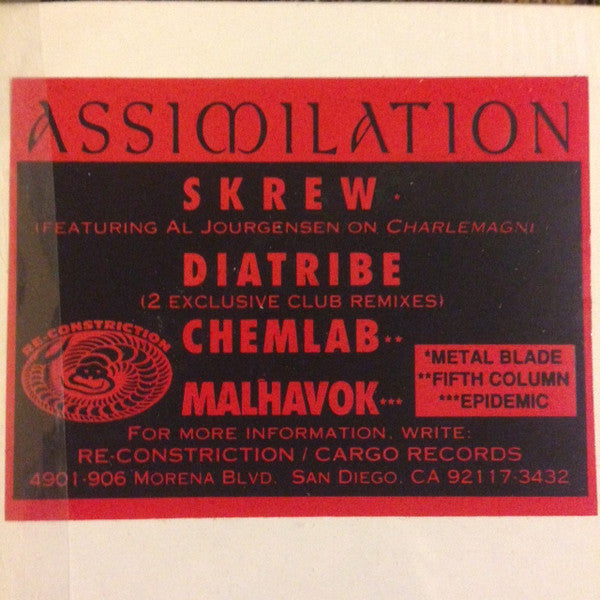 ASSIMILATION
SKREW *
(FEATURING AL JOURGENSEN ON CHARLEMAGN)
DIATRIBE
(2 EXCLUSIVE CLUB REMIXES)
RE-CONSTRICTION
CHEMLAB**
MALHAVOK***
*METAL BLADE
**FIFTH COLUMN
***EPIDEMIC
FOR MORE INFORMATION, WRITE:
RE-CONSTRICTION / CARGO RECORDS
4901-906 MORENA BLVD. SAN DIEGO, CA 92117-3432